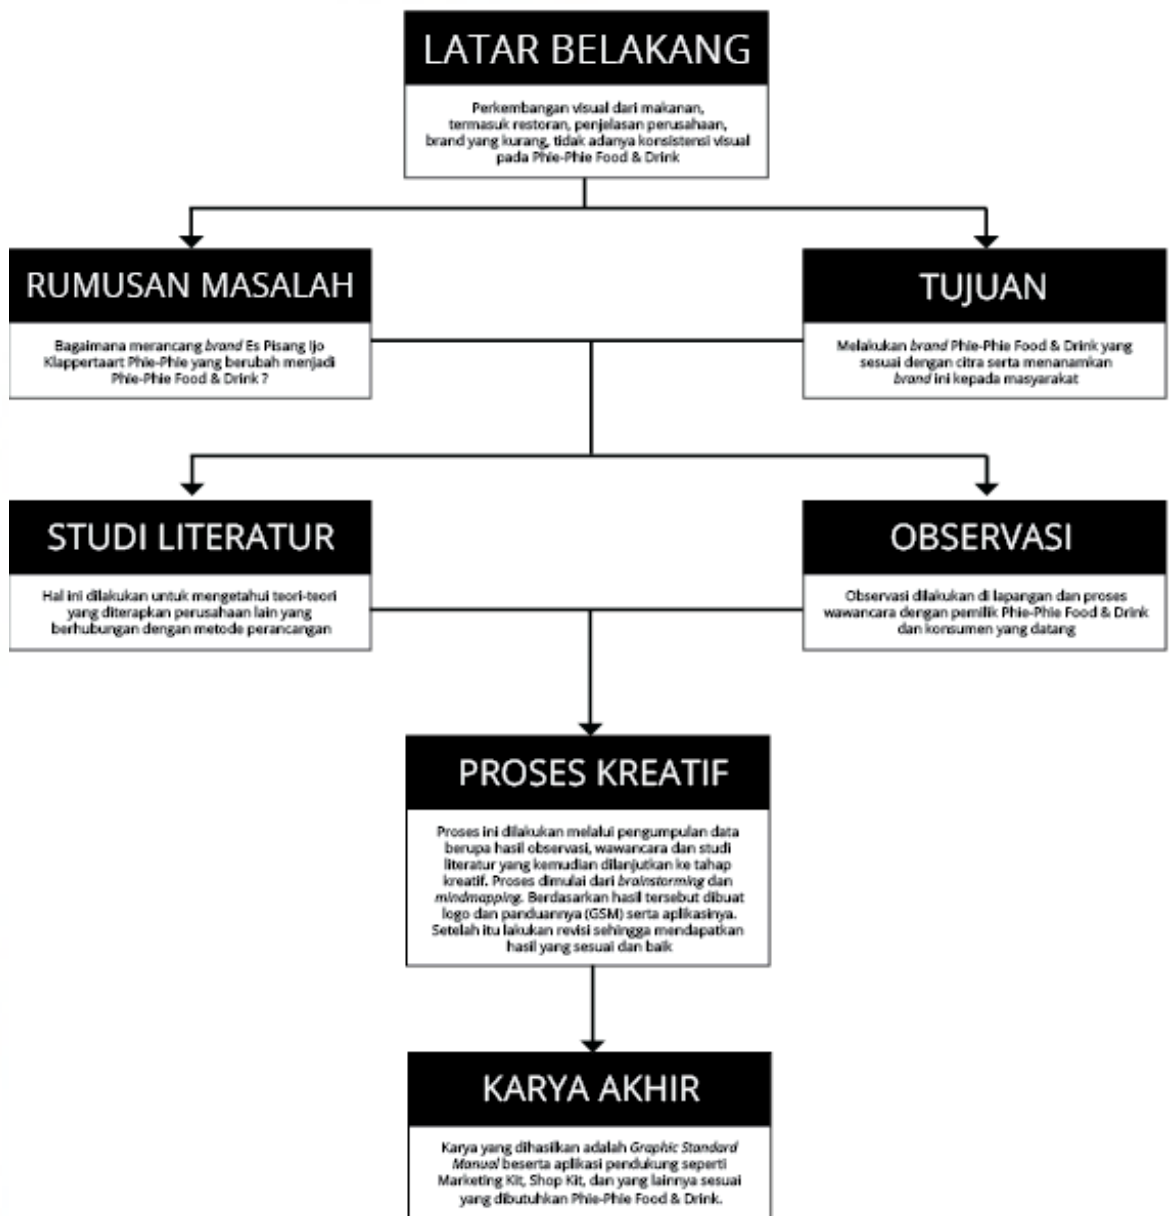 LATAR BELAKANG
Perkembangan visual dari makanan,
termasuk restoran, penjelasan perusahaan,
brand yang kurang, tidak adanya konsistensi visual
pada Phie-Phie Food & Drink
RUMUSAN MASALAH
Bagaimana merancang brand Es Pisang Ijo
Klappertaart Phie-Phie yang berubah menjadi
Phie-Phie Food & Drink ?
TUJUAN
Melakukan brand Phie-Phie Food & Drink yang
sesuai dengan citra serta menanamkan
brand ini kepada masyarakat
STUDI LITERATUR
Hal ini dilakukan untuk mengetahui teori-teori
yang diterapkan perusahaan lain yang
berhubungan dengan metode perancangan
OBSERVASI
Observasi dilakukan di lapangan dan proses
wawancara dengan pemilik Phie-Phie Food & Drink
dan konsumen yang datang
PROSES KREATIF
Proses ini dilakukan melalui pengumpulan data
berupa hasil observasi, wawancara dan studi
literatur yang kemudian dilanjutkan ke tahap
kreatif. Proses dimulai dari brainstorming dan
mindmapping. Berdasarkan hasil tersebut dibuat
logo dan panduannya (GSM) serta aplikasinya.
Setelah itu lakukan revisi sehingga mendapatkan
hasil yang sesuai dan baik
KARYA AKHIR
Karya yang dihasilkan adalah Graphic Standard
Manual beserta aplikasi pendukung seperti
Marketing Kit, Shop Kit, dan yang lainnya sesuai
yang dibutuhkan Phie-Phie Food & Drink.